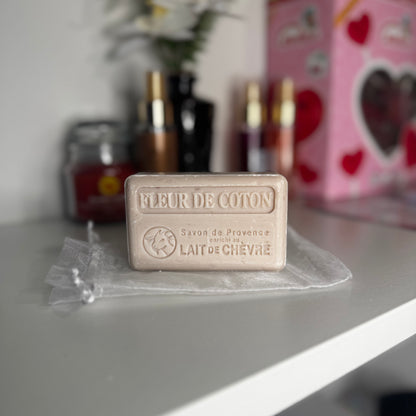 FLEUR DE COTON
Savon de Provence
enrichi au
LAIT DE CHÈVRE